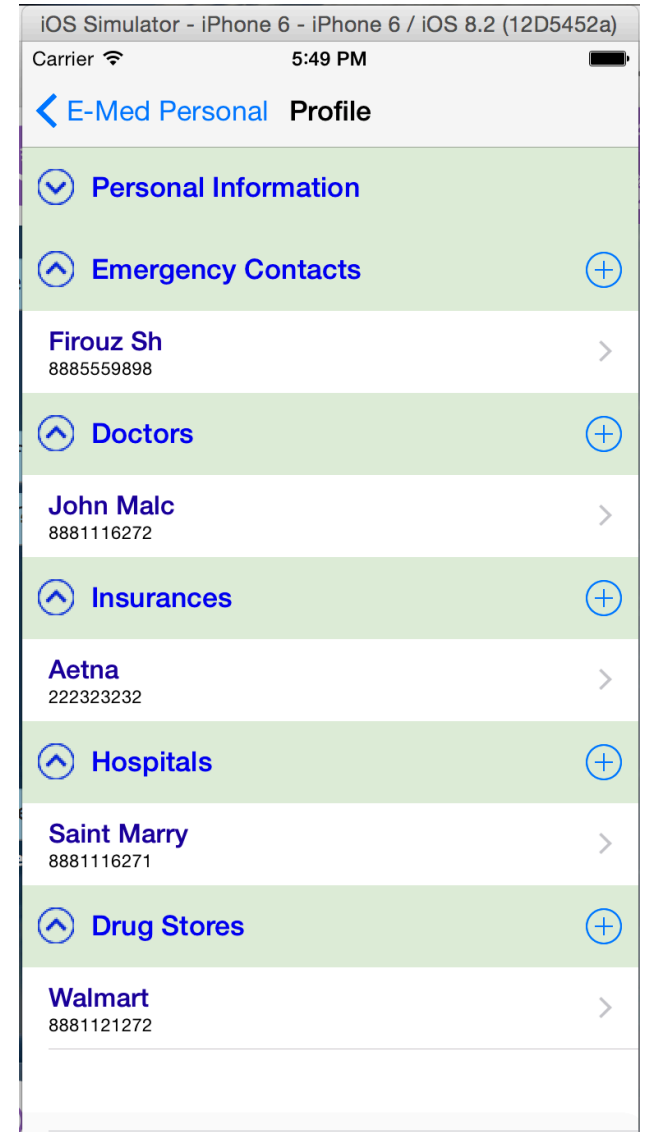 iOS Simulator - iPhone 6 - iPhone 6 / iOS 8.2 (12D5452a)
Carrier 5:49 PM
E-Med Personal Profile
Personal Information
Emergency Contacts
Firouz Sh
8885559898
Doctors
John Malc
8881116272
Insurances
Aetna
222323232
Hospitals
Saint Marry
8881116271
Drug Stores
Walmart
8881121272